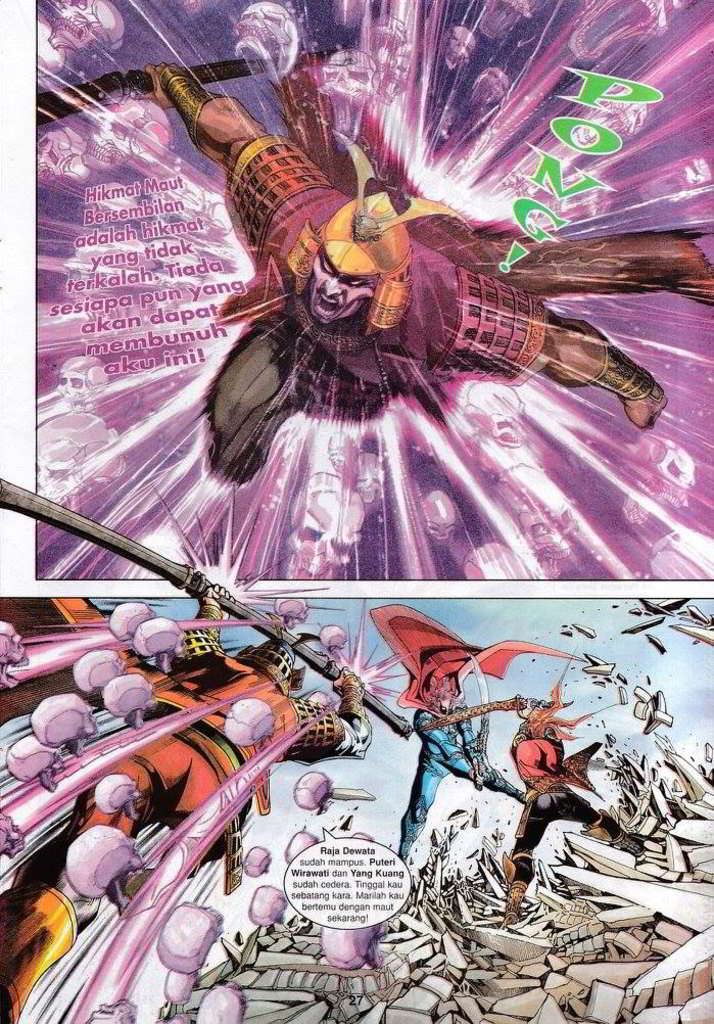 PONG!
Hikmat Maut
Bersembilan
adalah hikmat
yang tidak
terkalah. Tiada
sesiapa pun yang
akan dapat
membunuh
aku ini!
Raja Dewata
sudah mampus. Puteri
Wirawati dan Yang Kuang
sudah cedera. Tinggal kau
sebatang kara. Marilah kau
bertemu dengan maut
sekarang!
27